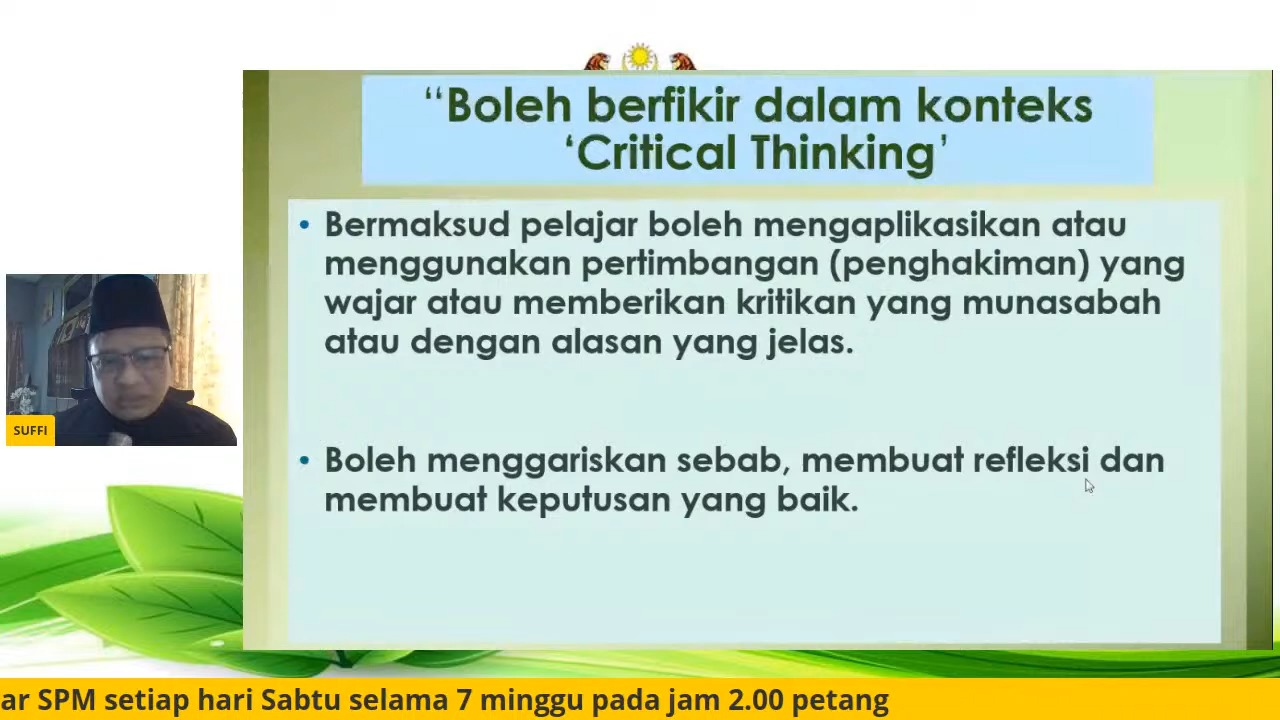 “Boleh berfikir dalam konteks
‘Critical Thinking’
• Bermaksud pelajar boleh mengaplikasikan atau
menggunakan pertimbangan (penghakiman) yang
wajar atau memberikan kritikan yang munasabah
atau dengan alasan yang jelas.
• Boleh menggariskan sebab, membuat refleksi dan
membuat keputusan yang baik.
SUFFI
ar SPM setiap hari Sabtu selama 7 minggu pada jam 2.00 petang